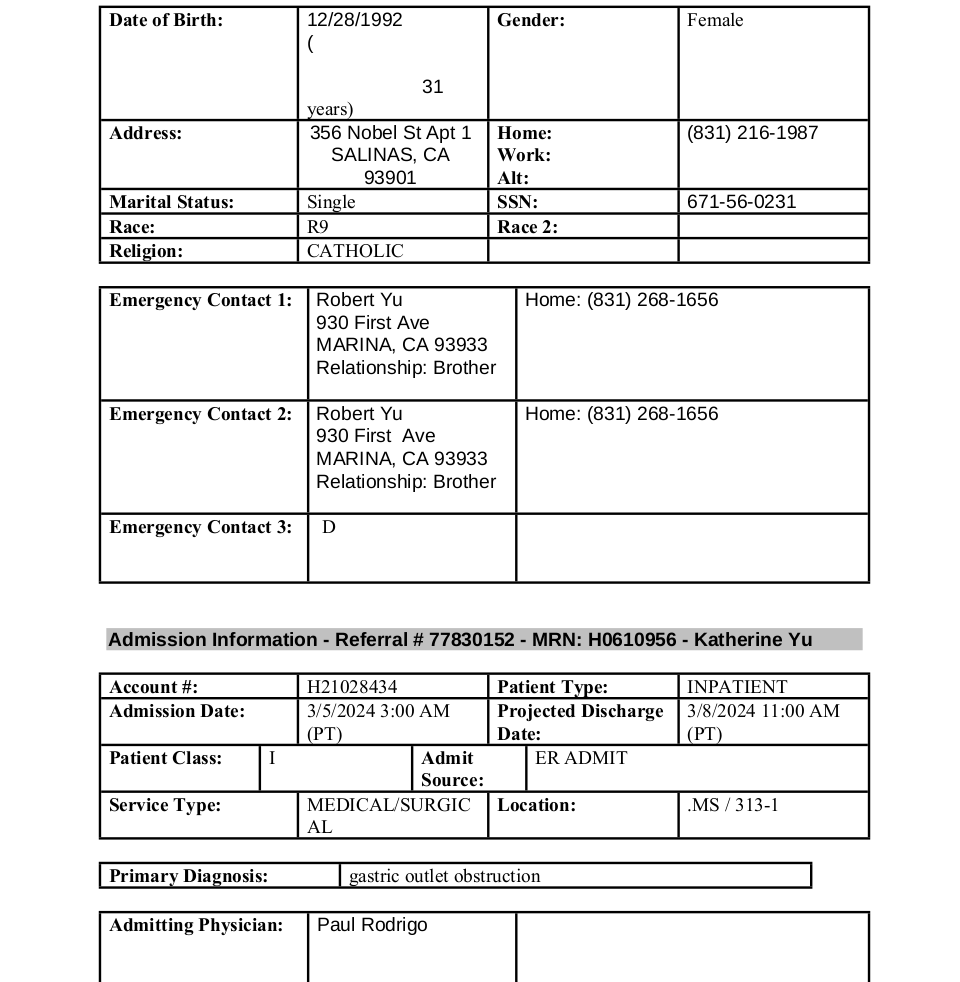 Date of Birth: 12/28/1992 Gender: Female
(
31
years)
Address: 356 Nobel St Apt 1 Home: (831) 216-1987
SALINAS, CA Work:
93901 Alt:
Marital Status: Single SSN: 671-56-0231
Race: R9 Race 2:
Religion: CATHOLIC
Emergency Contact 1: Robert Yu Home: (831) 268-1656
930 First Ave
MARINA, CA 93933
Relationship: Brother
Emergency Contact 2: Robert Yu Home: (831) 268-1656
930 First  Ave
MARINA, CA 93933
Relationship: Brother
Emergency Contact 3: D
Admission Information - Referral # 77830152 - MRN: H0610956 - Katherine Yu
Account #: H21028434 Patient Type: INPATIENT
Admission Date: 3/5/2024 3:00 AM Projected Discharge 3/8/2024 11:00 AM
(PT) Date: (PT)
Patient Class: I Admit ER ADMIT
Source:
Service Type: MEDICAL/SURGIC Location: .MS / 313-1
AL
Primary Diagnosis: gastric outlet obstruction
Admitting Physician: Paul Rodrigo